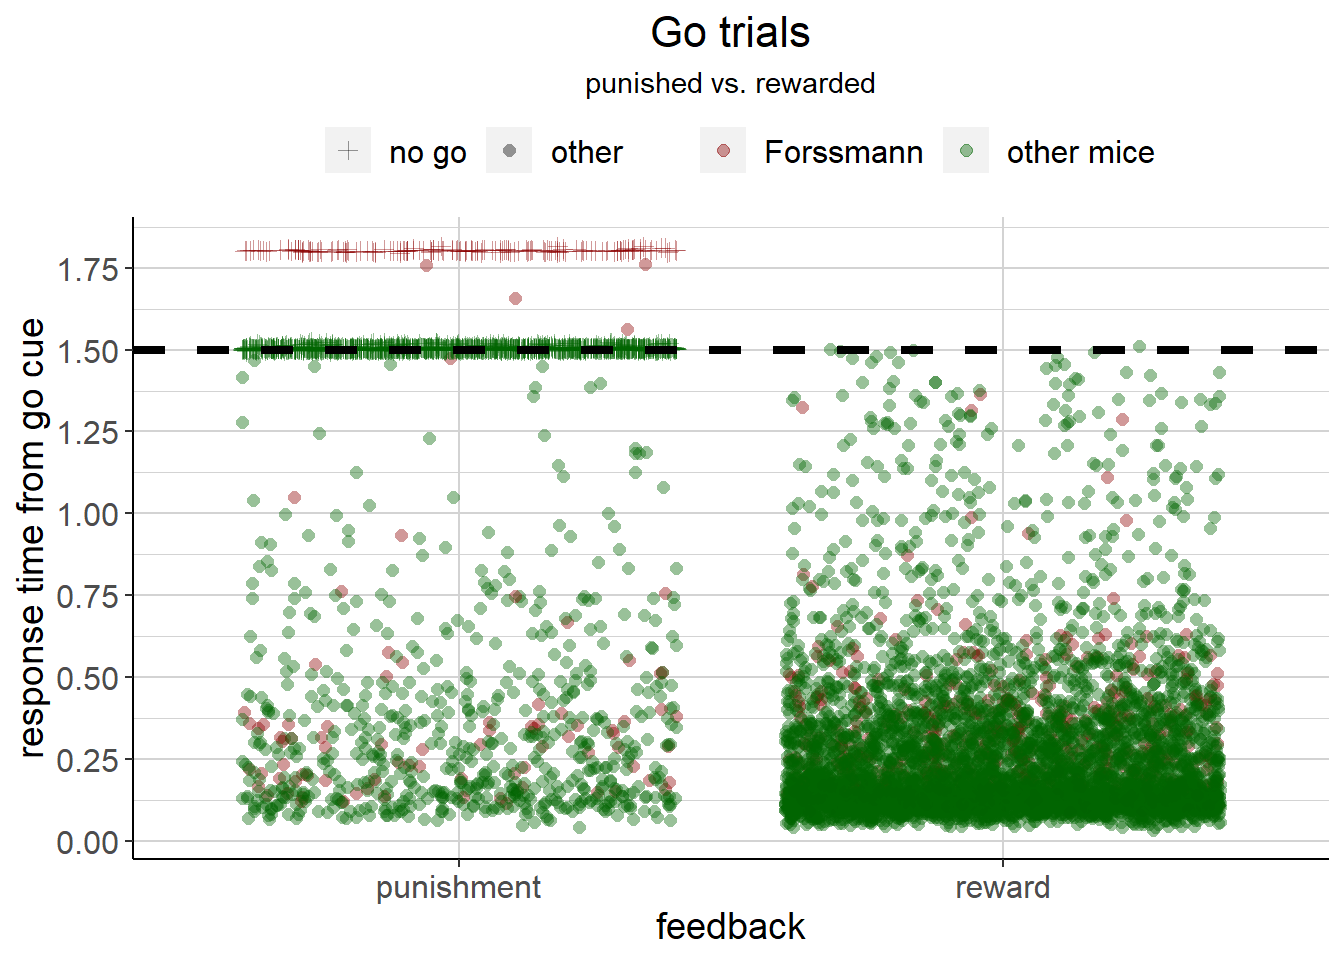 Go trials
punished vs. rewarded
no go other Forssmann other mice
response time from go cue
1.75
1.50
1.25
1.00
0.75
0.50
0.25
0.00
punishment reward
feedback